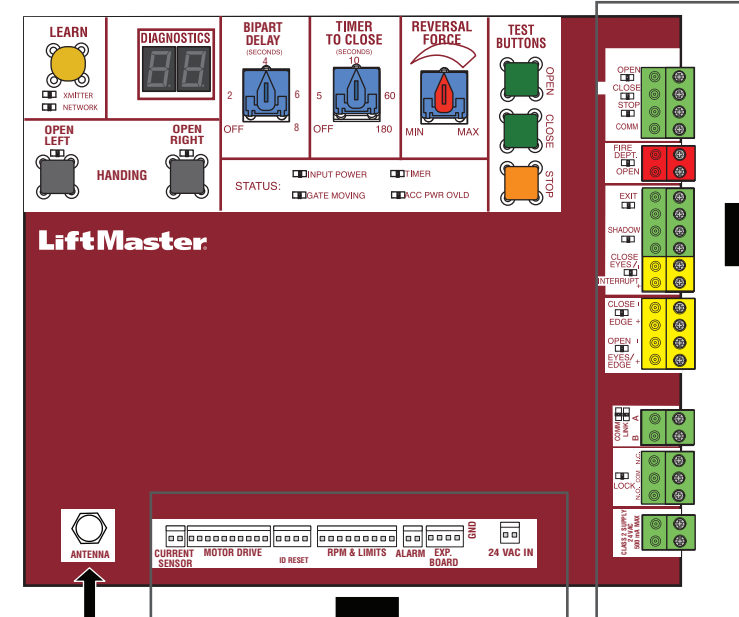 LEARN
XMITTER
NETWORK
DIAGNOSTICS
88
BIPART
DELAY
(SECONDS)
4
2
6
OFF
8
TIMER
TO CLOSE
(SECONDS)
10
5
60
OFF
180
REVERSAL
FORCE
MIN
MAX
TEST
BUTTONS
OPEN
CLOSE
STOP
OPEN
LEFT
HANDING
OPEN
RIGHT
STATUS:
INPUT POWER
TIMER
GATE MOVING
ACC PWR OVLD
LiftMaster
OPEN
CLOSE
STOP
COMM
FIRE
DEPT.
OPEN
EXIT
SHADOW
CLOSE
EYES/ -
INTERRUPT +
CLOSE -
EDGE +
OPEN -
EYES/
EDGE +
COMM
LINK
A
B
N.C.
COM
N.O.
LOCK
CLASS 2 SUPPLY
24 VAC
500 mA MAX
ANTENNA
CURRENT
SENSOR
MOTOR DRIVE
ID RESET
RPM & LIMITS
ALARM
EXP.
BOARD
GND
24 VAC IN